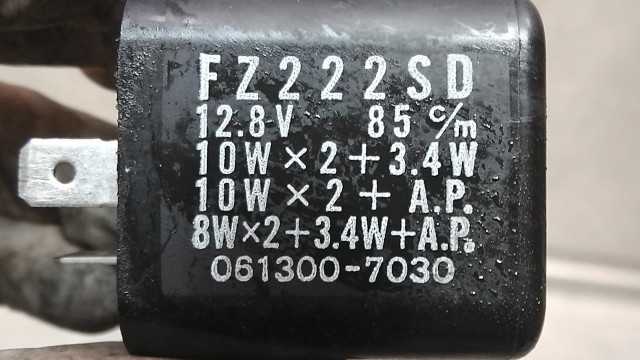 FZ222SD
12.8V 85 c/m
10W×2+3.4W
10W×2+ A.P.
8W×2+3.4W+A.P.
061300-7030